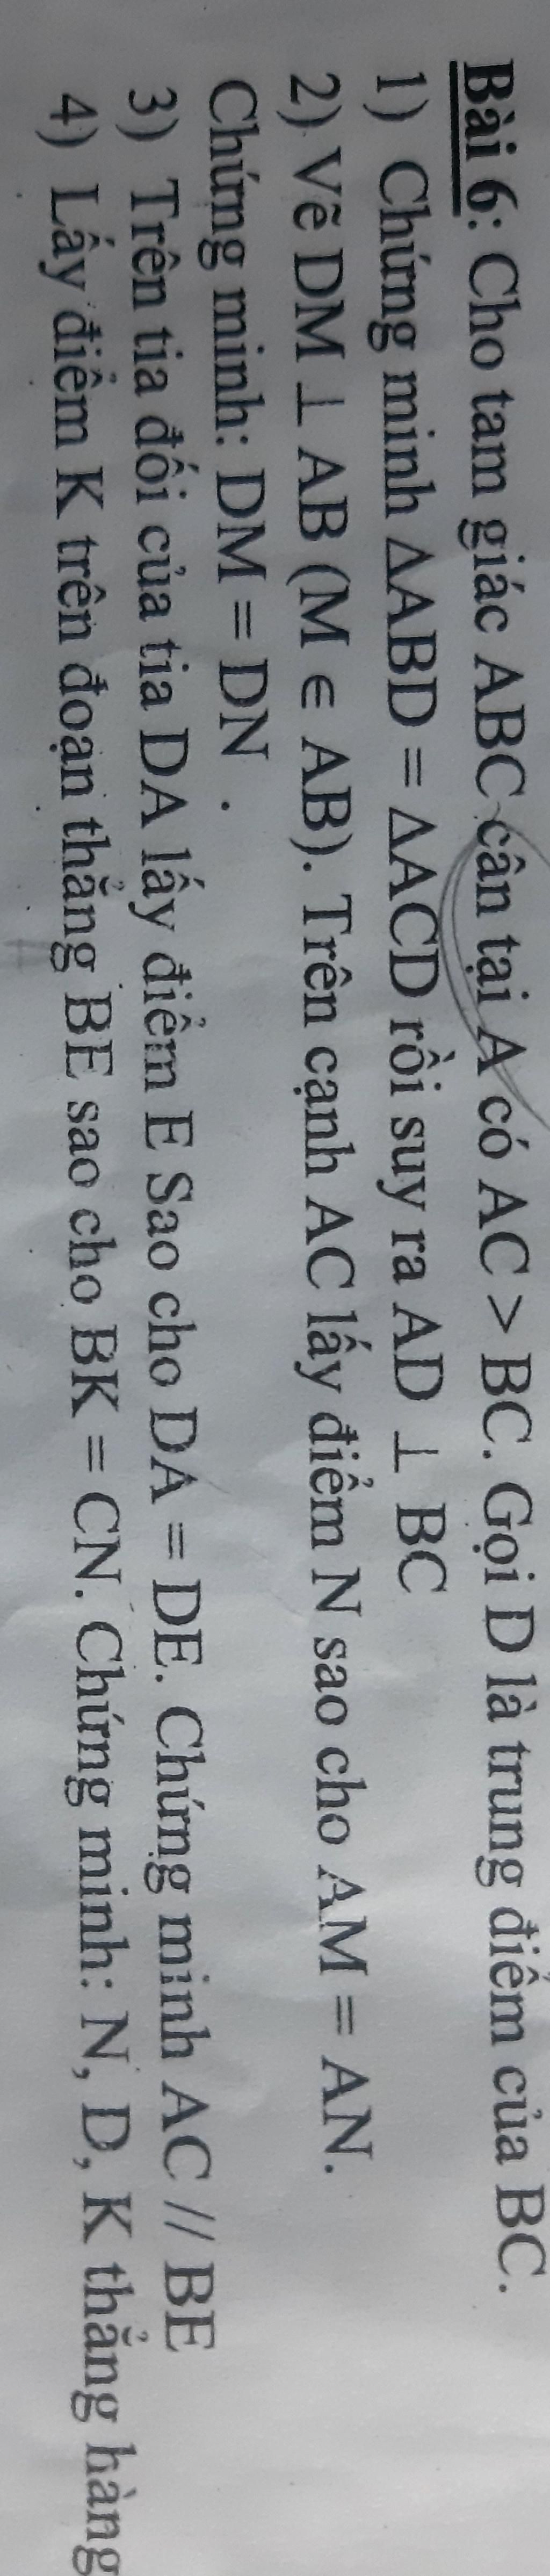 Bài 6: Cho tam giác ABC cân tại A có AC > BC. Gọi D là trung điểm của BC.
1) Chứng minh ΔABD = ΔACD rồi suy ra AD ⊥ BC
2) Vẽ DM ⊥ AB (M ∈ AB). Trên cạnh AC lấy điểm N sao cho AM = AN.
Chứng minh: DM = DN .
3) Trên tia đối của tia DA lấy điểm E Sao cho DA = DE. Chứng minh AC // BE
4) Lấy điểm K trên đoạn thẳng BE sao cho BK = CN. Chứng minh: N, D, K thẳng hàng